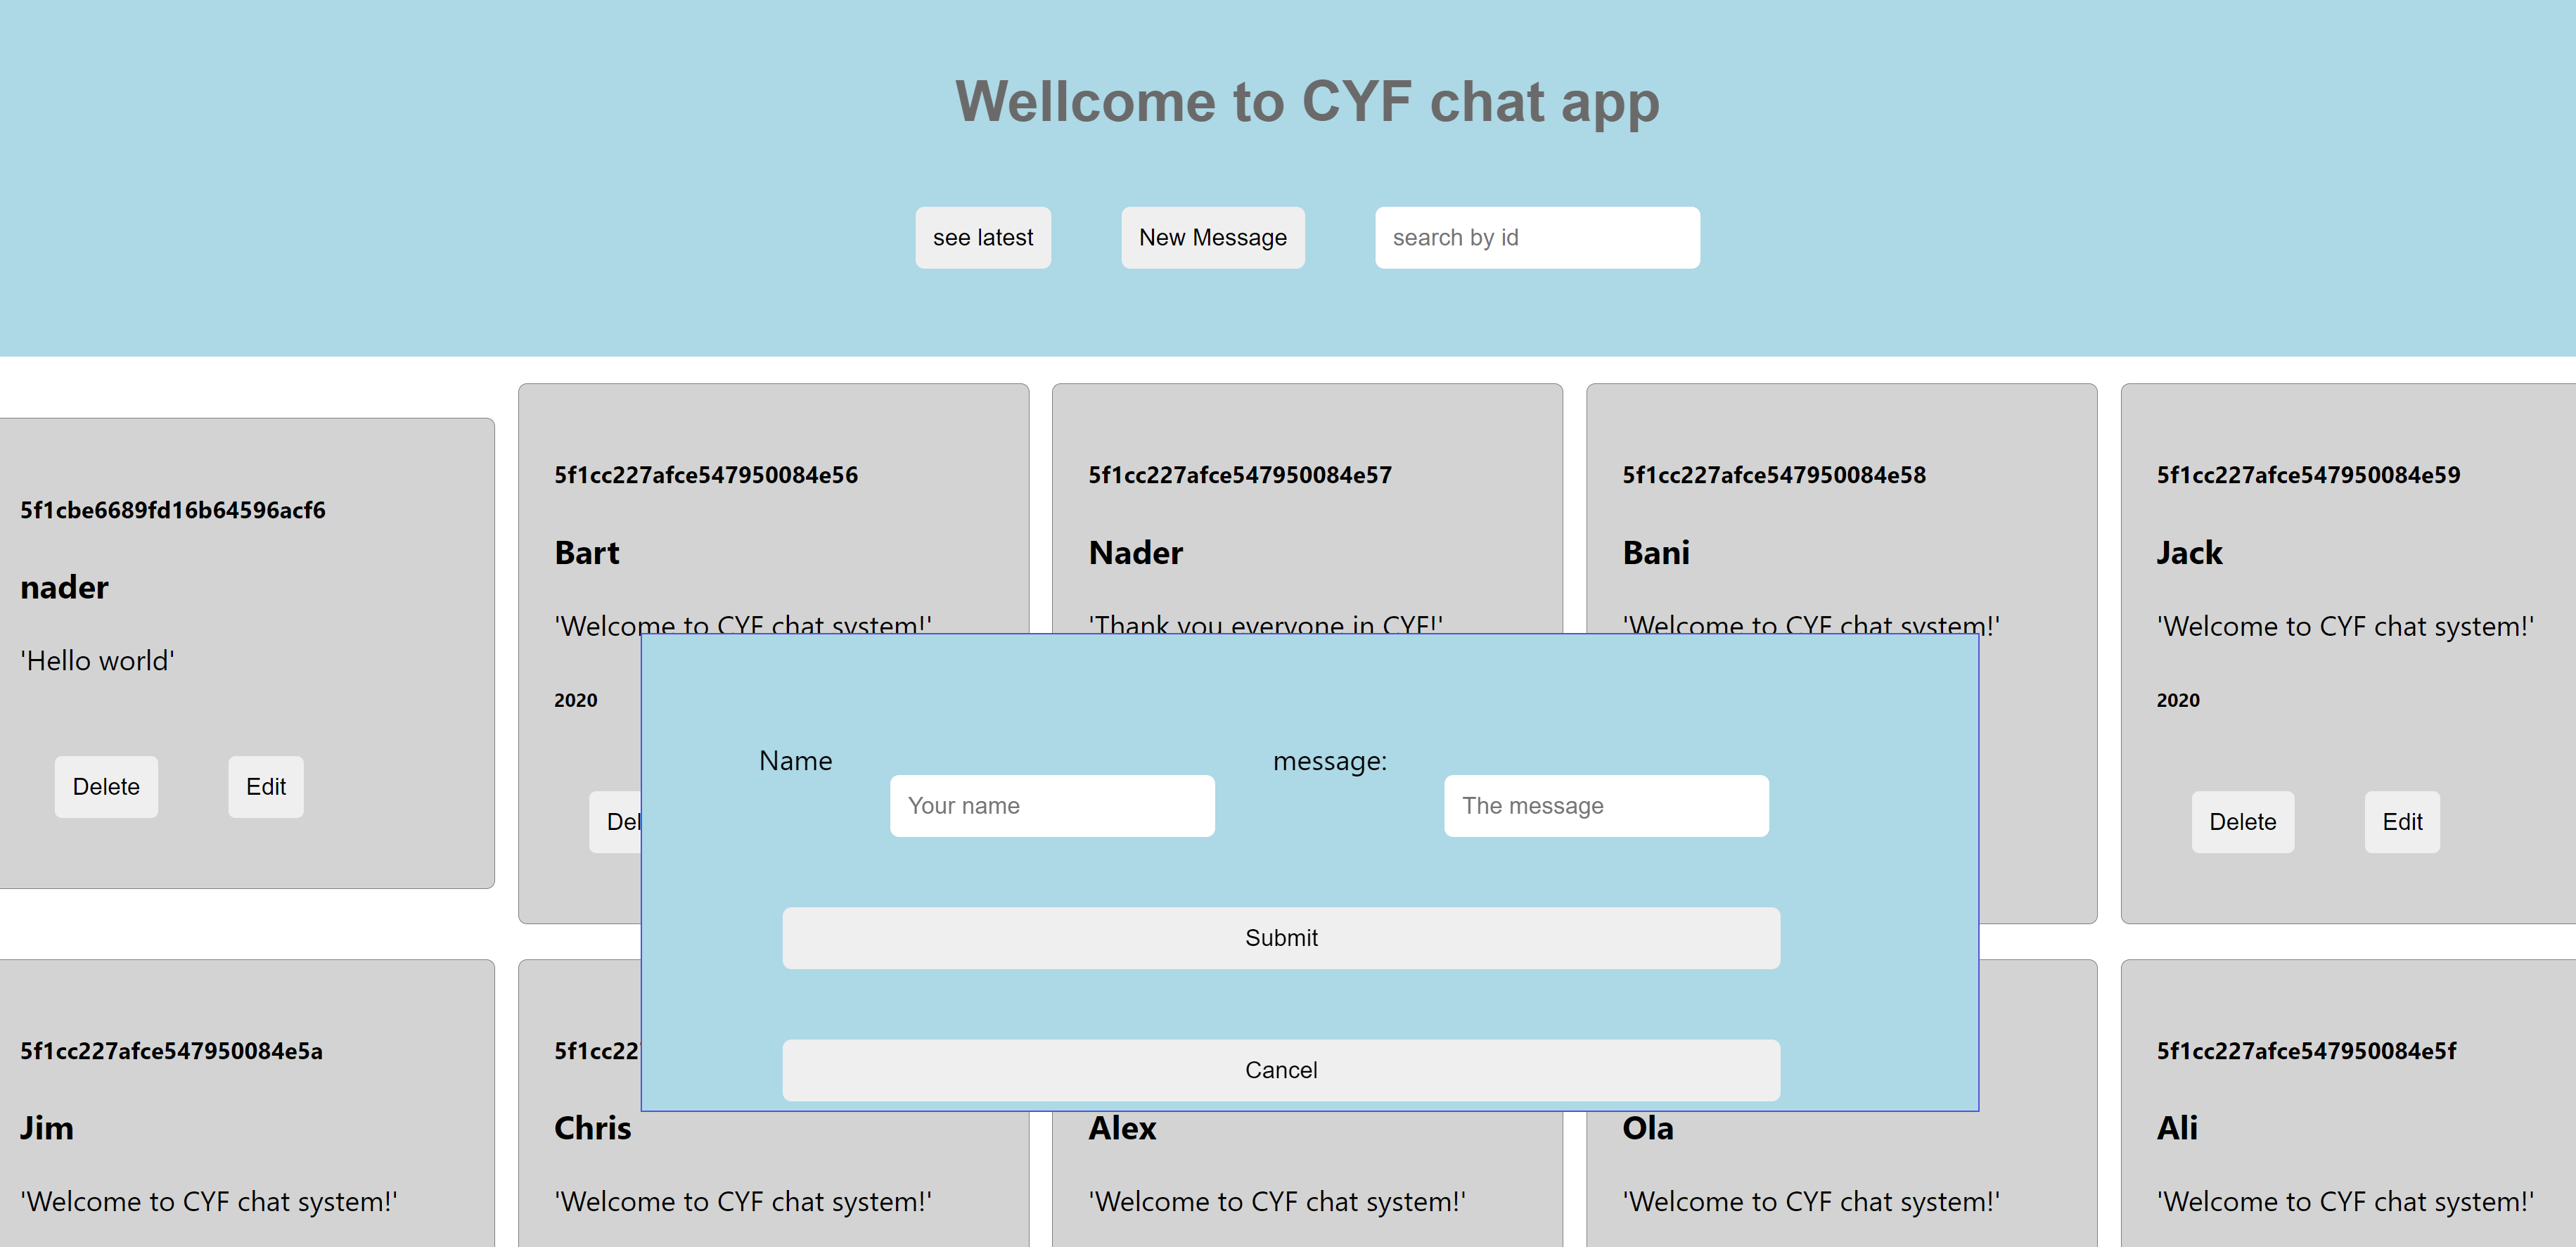 Wellcome to CYF chat app
see latest
New Message
search by id
5f1cbe6689fd16b64596acf6
nader
'Hello world'
Delete
Edit
5f1cc227afce547950084e56
Bart
'Welcome to CYF chat system!'
2020
5f1cc227afce547950084e57
Nader
'Thank you everyone in CYF!'
5f1cc227afce547950084e58
Bani
'Welcome to CYF chat system!'
5f1cc227afce547950084e59
Jack
'Welcome to CYF chat system!'
2020
Delete
Edit
Name
Your name
message:
The message
Submit
Cancel
5f1cc227afce547950084e5a
Jim
'Welcome to CYF chat system!'
Chris
'Welcome to CYF chat system!'
Alex
'Welcome to CYF chat system!'
Ola
'Welcome to CYF chat system!'
5f1cc227afce547950084e5f
Ali
'Welcome to CYF chat system!'